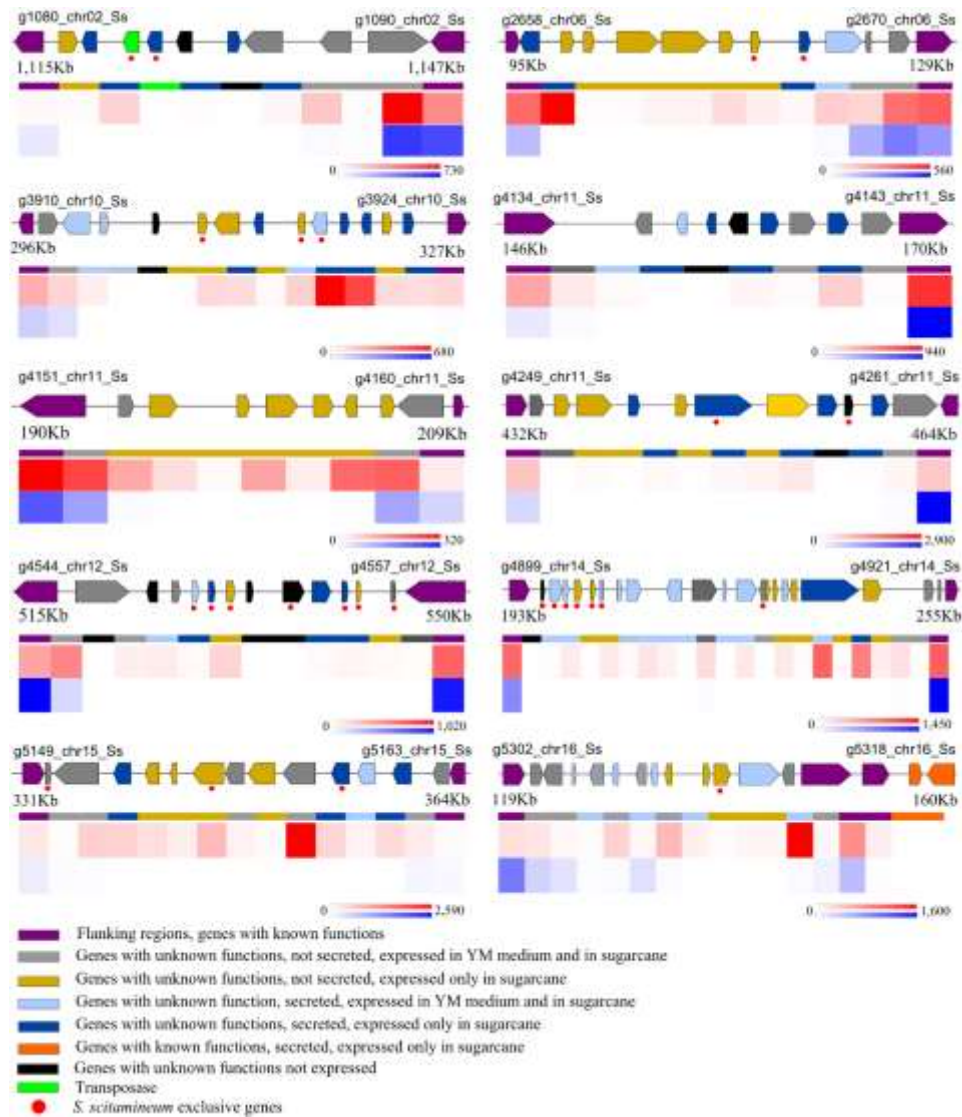 g1080_chr02_Ss g1090_chr02_Ss
1,115Kb 1,147Kb
0 730
g2658_chr06_Ss g2670_chr06_Ss
95Kb 129Kb
0 560
g3910_chr10_Ss g3924_chr10_Ss
296Kb 327Kb
0 680
g4134_chr11_Ss g4143_chr11_Ss
146Kb 170Kb
0 940
g4151_chr11_Ss g4160_chr11_Ss
190Kb 209Kb
0 320
g4249_chr11_Ss g4261_chr11_Ss
432Kb 464Kb
0 2,900
g4544_chr12_Ss g4557_chr12_Ss
515Kb 550Kb
0 1,020
g4899_chr14_Ss g4921_chr14_Ss
193Kb 255Kb
0 1,450
g5149_chr15_Ss g5163_chr15_Ss
331Kb 364Kb
0 2,590
g5302_chr16_Ss g5318_chr16_Ss
119Kb 160Kb
0 1,600
Flanking regions, genes with known functions
Genes with unknown functions, not secreted, expressed in YM medium and in sugarcane
Genes with unknown functions, not secreted, expressed only in sugarcane
Genes with unknown function, secreted, expressed in YM medium and in sugarcane
Genes with unknown functions, secreted, expressed only in sugarcane
Genes with known functions, secreted, expressed only in sugarcane
Genes with unknown functions not expressed
Transposase
S. scitamineum exclusive genes